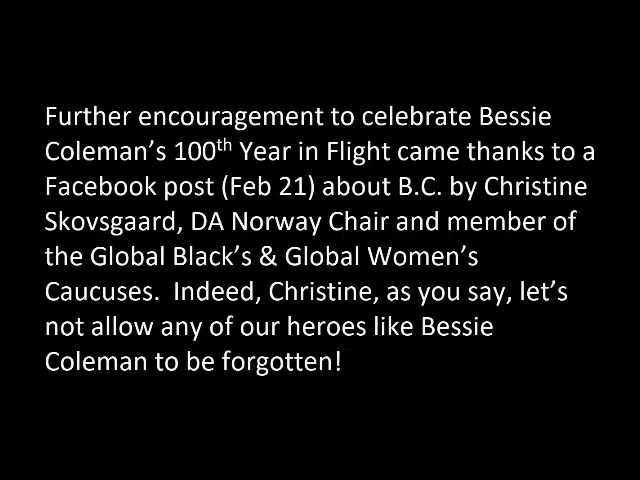 Further encouragement to celebrate Bessie
Coleman’s 100th Year in Flight came thanks to a
Facebook post (Feb 21) about B.C. by Christine
Skovsgaard, DA Norway Chair and member of
the Global Black’s & Global Women’s
Caucuses.  Indeed, Christine, as you say, let’s
not allow any of our heroes like Bessie
Coleman to be forgotten!